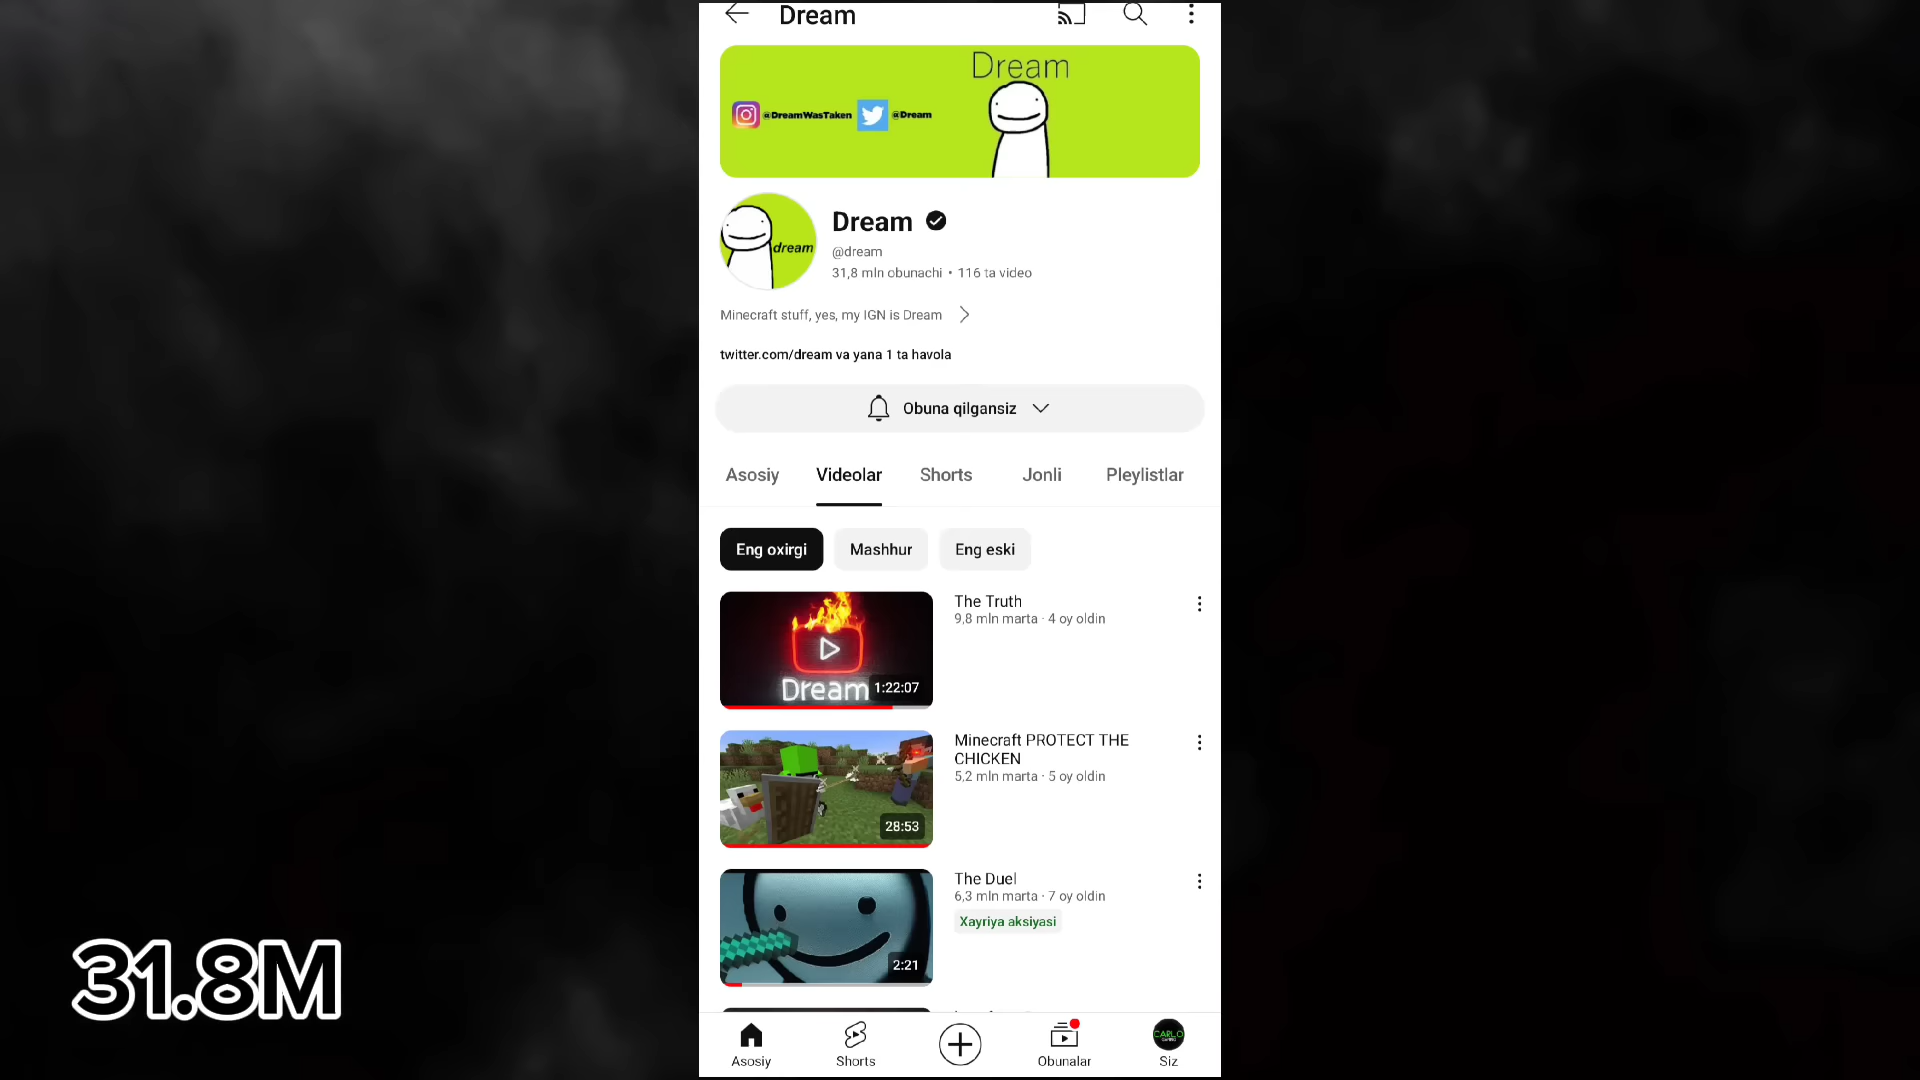 Dream
Dream
@DreamWasTaken @Dream
dream
Dream
@dream
31,8 mln obunachi • 116 ta video
Minecraft stuff, yes, my IGN is Dream
twitter.com/dream va yana 1 ta havola
Obuna qilgansiz
Asosiy Videolar Shorts Jonli Pleylistlar
Eng oxirgi Mashhur Eng eski
Dream
1:22:07
The Truth
9,8 mln marta · 4 oy oldin
28:53
Minecraft PROTECT THE
CHICKEN
5,2 mln marta · 5 oy oldin
2:21
The Duel
6,3 mln marta · 7 oy oldin
Xayriya aksiyasi
31.8M
Asosiy Shorts Obunalar Siz
CARLO